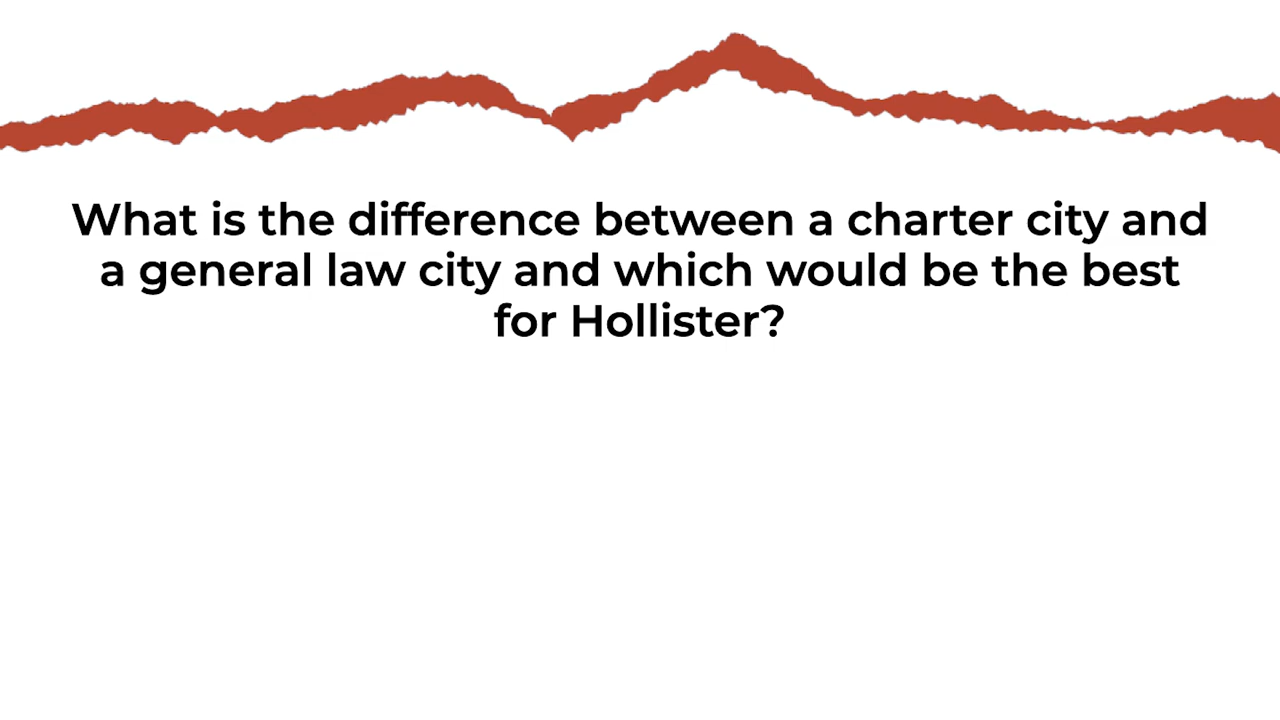 What is the difference between a charter city and
a general law city and which would be the best
for Hollister?